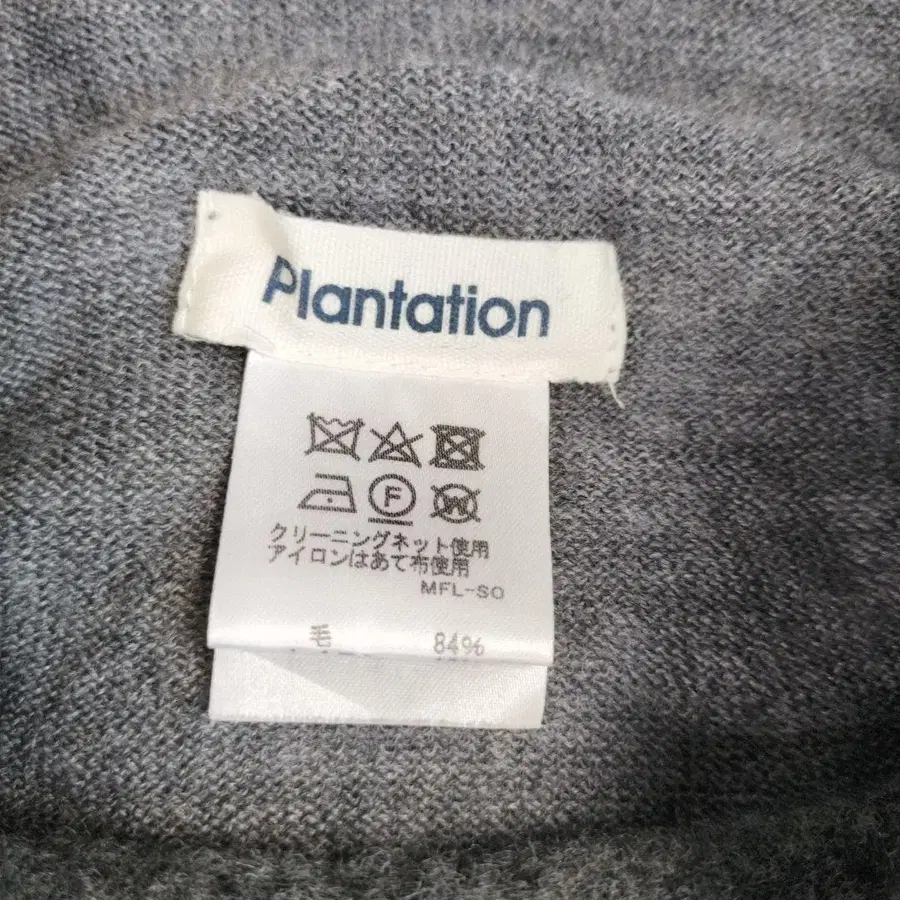 Plantation
F
W
クリーニングネット使用
アイロンはあて布使用
MFL-SO
毛 84%